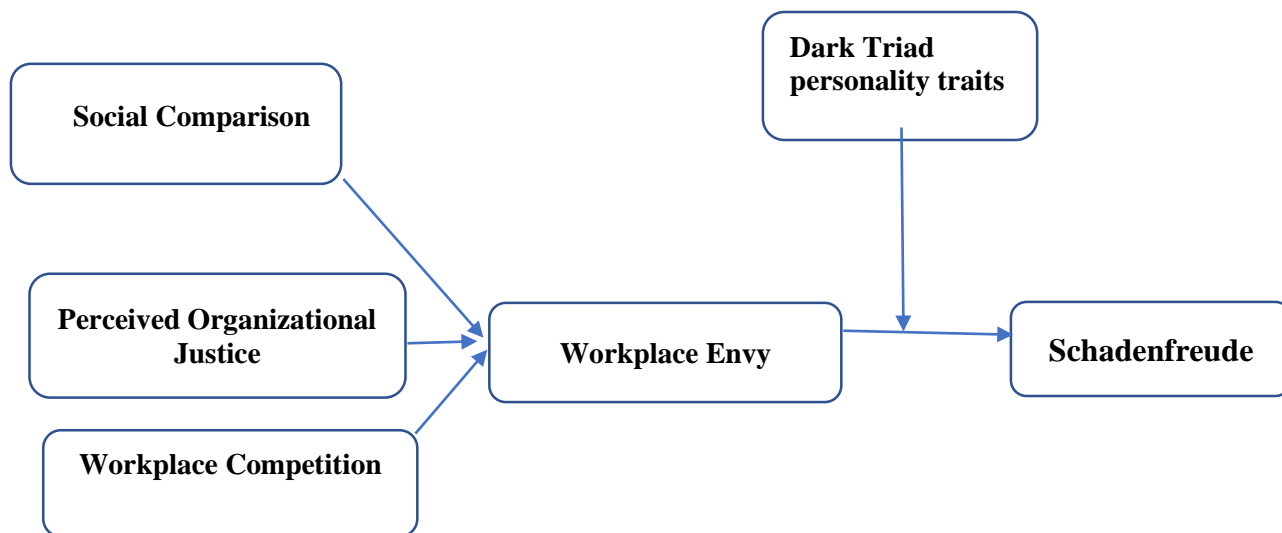 Dark Triad
personality traits
Social Comparison
Perceived Organizational
Justice
Workplace Envy
Schadenfreude
Workplace Competition